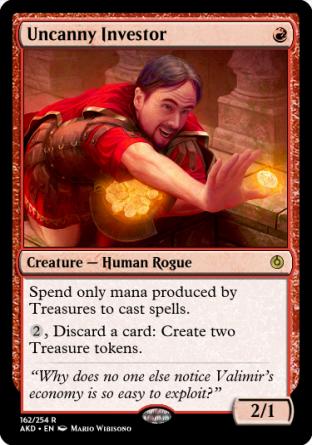 Uncanny Investor
Creature — Human Rogue
Spend only mana produced by
Treasures to cast spells.
2, Discard a card: Create two
Treasure tokens.
“Why does no one else notice Valimir’s
economy is so easy to exploit?”
2/1
162/254 R
AKD • EN Mario Wibisono